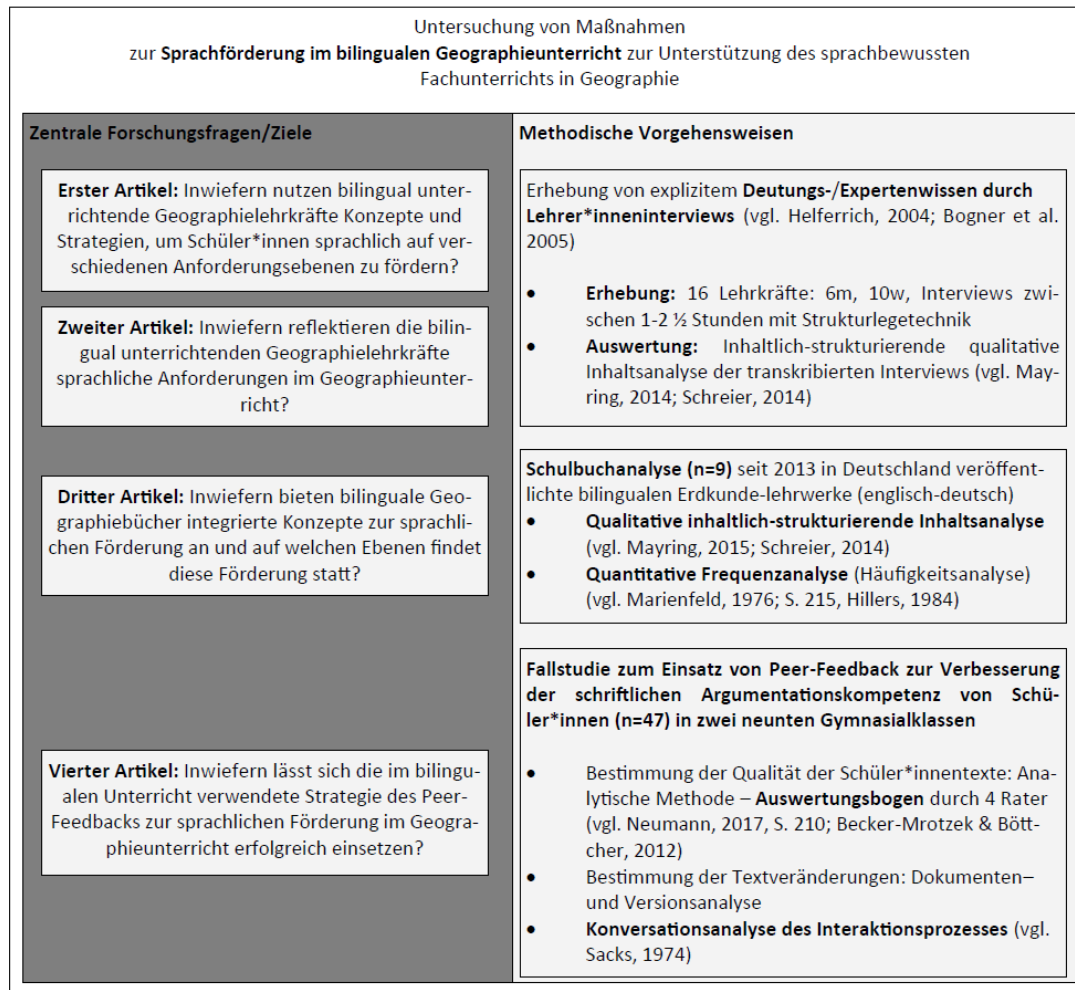 Untersuchung von Maßnahmen
zur Sprachförderung im bilingualen Geographieunterricht zur Unterstützung des sprachbewussten
Fachunterrichts in Geographie
Zentrale Forschungsfragen/Ziele
Erster Artikel: Inwiefern nutzen bilingual unter-
richtende Geographielehrkräfte Konzepte und
Strategien, um Schüler*innen sprachlich auf ver-
schiedenen Anforderungsebenen zu fördern?
Zweiter Artikel: Inwiefern reflektieren die bilin-
gual unterrichtenden Geographielehrkräfte
sprachliche Anforderungen im Geographieunter-
richt?
Dritter Artikel: Inwiefern bieten bilinguale Geo-
graphiebücher integrierte Konzepte zur sprachli-
chen Förderung an und auf welchen Ebenen findet
diese Förderung statt?
Vierter Artikel: Inwiefern lässt sich die im bilingu-
alen Unterricht verwendete Strategie des Peer-
Feedbacks zur sprachlichen Förderung im Geogra-
phieunterricht erfolgreich einsetzen?
Methodische Vorgehensweisen
Erhebung von explizitem Deutungs-/Expertenwissen durch
Lehrer*inneninterviews (vgl. Helferrich, 2004; Bogner et al.
2005)
• Erhebung: 16 Lehrkräfte: 6m, 10w, Interviews zwi-
schen 1-2 ½ Stunden mit Strukturlegetechnik
• Auswertung: Inhaltlich-strukturierende qualitative
Inhaltsanalyse der transkribierten Interviews (vgl. May-
ring, 2014; Schreier, 2014)
Schulbuchanalyse (n=9) seit 2013 in Deutschland veröffent-
lichte bilingualen Erdkunde-lehrwerke (englisch-deutsch)
• Qualitative inhaltlich-strukturierende Inhaltsanalyse
(vgl. Mayring, 2015; Schreier, 2014)
• Quantitative Frequenzanalyse (Häufigkeitsanalyse)
(vgl. Marienfeld, 1976; S. 215, Hillers, 1984)
Fallstudie zum Einsatz von Peer-Feedback zur Verbesserung
der schriftlichen Argumentationskompetenz von Schü-
ler*innen (n=47) in zwei neunten Gymnasialklassen
• Bestimmung der Qualität der Schüler*innentexte: Ana-
lytische Methode – Auswertungsbogen durch 4 Rater
(vgl. Neumann, 2017, S. 210; Becker-Mrotzek & Bött-
cher, 2012)
• Bestimmung der Textveränderungen: Dokumenten–
und Versionsanalyse
• Konversationsanalyse des Interaktionsprozesses (vgl.
Sacks, 1974)